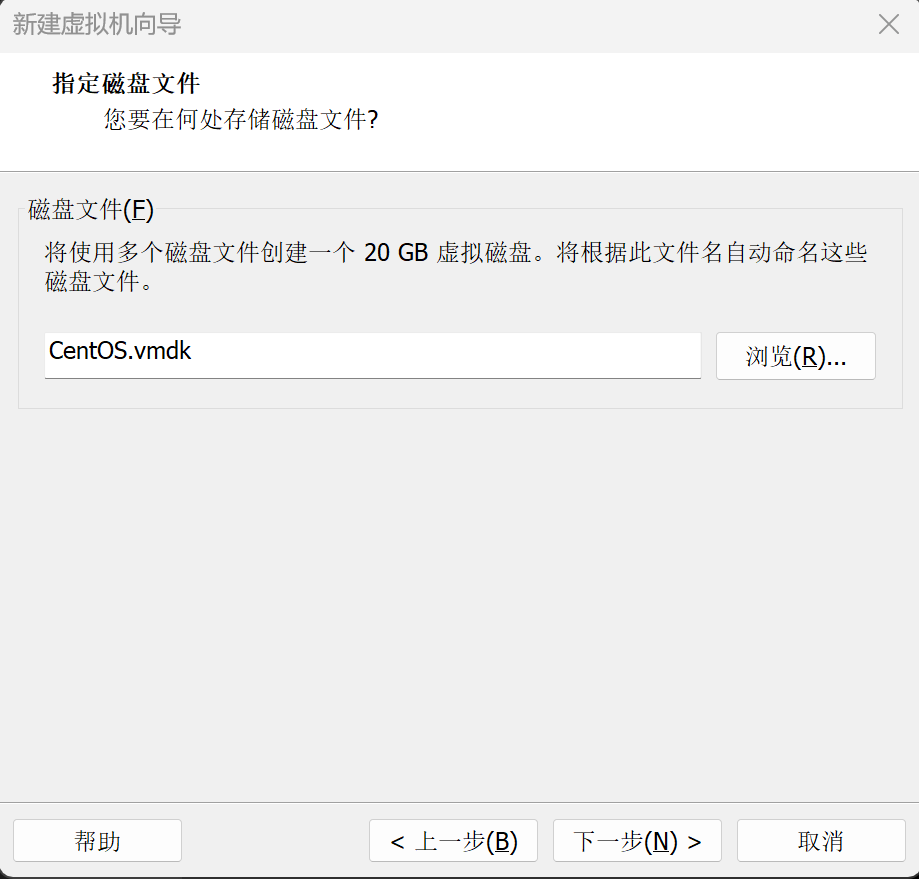 新建虚拟机向导
指定磁盘文件
您要在何处存储磁盘文件?
磁盘文件(F)
将使用多个磁盘文件创建一个 20 GB 虚拟磁盘。将根据此文件名自动命名这些
磁盘文件。
CentOS.vmdk
浏览(R)...
帮助
< 上一步(B)
下一步(N) >
取消